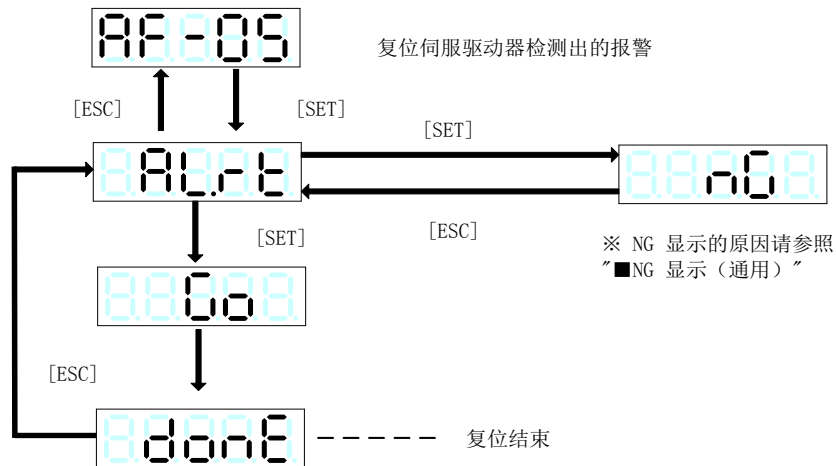 AF-05
复位伺服驱动器检测出的报警
[ESC]
[SET]
[SET]
AL.rt
nG
[SET]
[ESC]
※ NG 显示的原因请参照
"■NG 显示（通用）"
Go
[ESC]
donE
复位结束